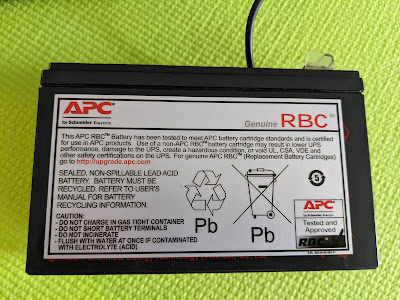 APC
by Schneider Electric
Genuine RBC™
This APC RBC™ Battery has been tested to meet APC battery cartridge standards and is certified
for use in APC products. Use of a non-APC RBC™ battery cartridge may result in lower UPS
performance, damage to the UPS, create a hazardous condition, or void UL, CSA, VDE and
other safety certifications on the UPS. For genuine APC RBC™ (Replacement Battery Cartridges)
go to http://upgrade.apc.com
SEALED, NON-SPILLABLE LEAD ACID
BATTERY. BATTERY MUST BE
RECYCLED. REFER TO USER'S
MANUAL FOR BATTERY
RECYCLING INFORMATION.
CAUTION:
- DO NOT CHARGE IN GAS TIGHT CONTAINER
- DO NOT SHORT BATTERY TERMINALS
- DO NOT INCINERATE
- FLUSH WITH WATER AT ONCE IF CONTAMINATED
WITH ELECTROLYTE (ACID)
Pb
Pb
5
APC
by Schneider Electric
Tested and
Approved
RBC